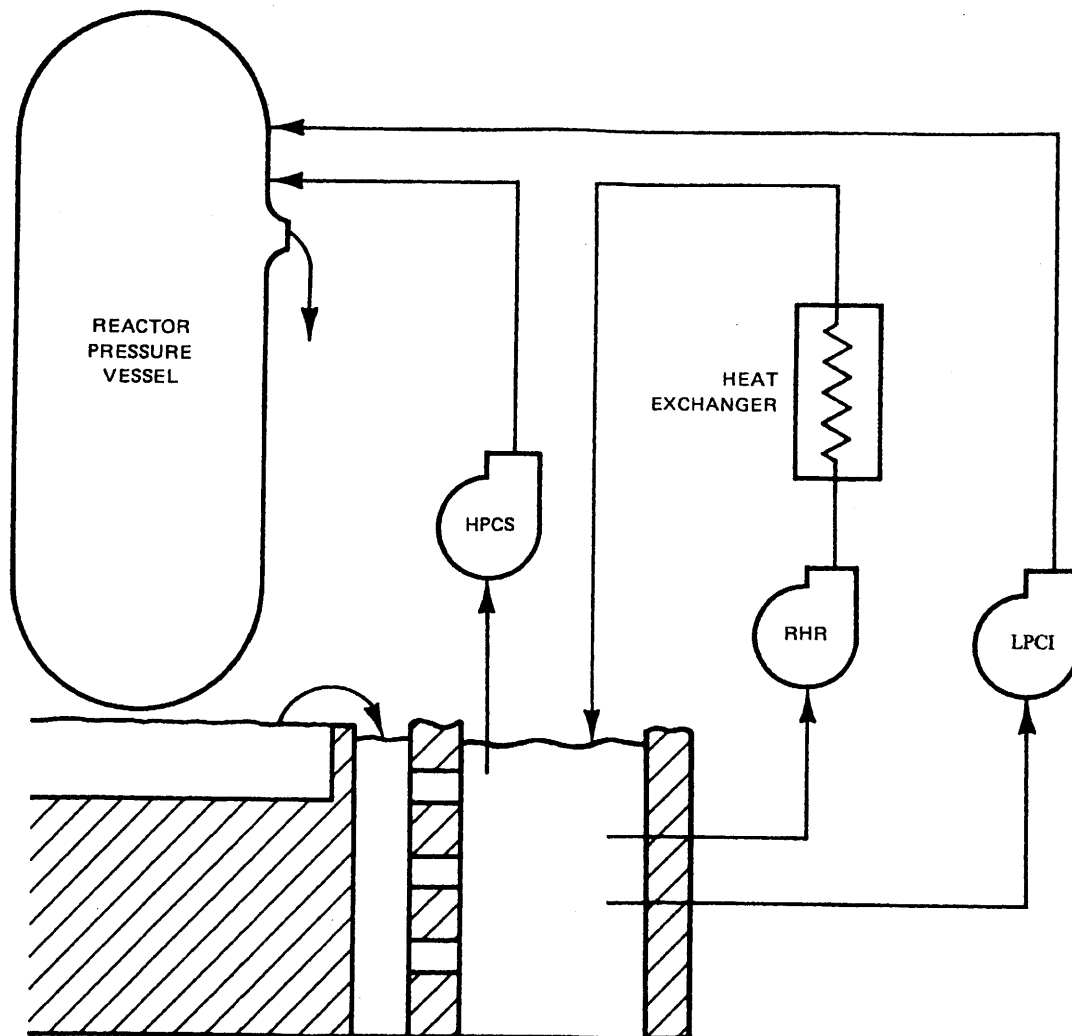 REACTOR
PRESSURE
VESSEL
HEAT
EXCHANGER
HPCS
RHR
LPCI